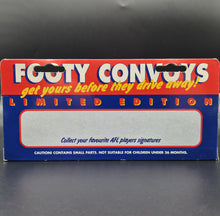 FOOTY CONVOYS
get yours before they drive away!
LIMITED EDITION
Collect your favourite AFL players signatures
CAUTION: CONTAINS SMALL PARTS. NOT SUITABLE FOR CHILDREN UNDER 36 MONTHS.